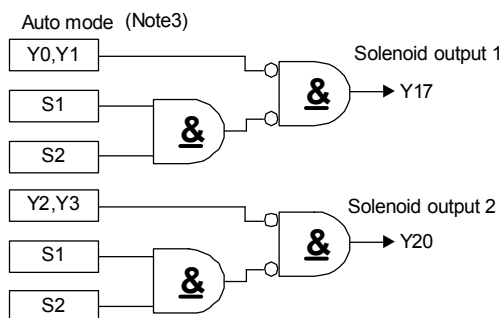 Auto mode (Note3)
Y0,Y1
Solenoid output 1
S1
&
&
Y17
S2
Y2,Y3
Solenoid output 2
S1
&
&
Y20
S2